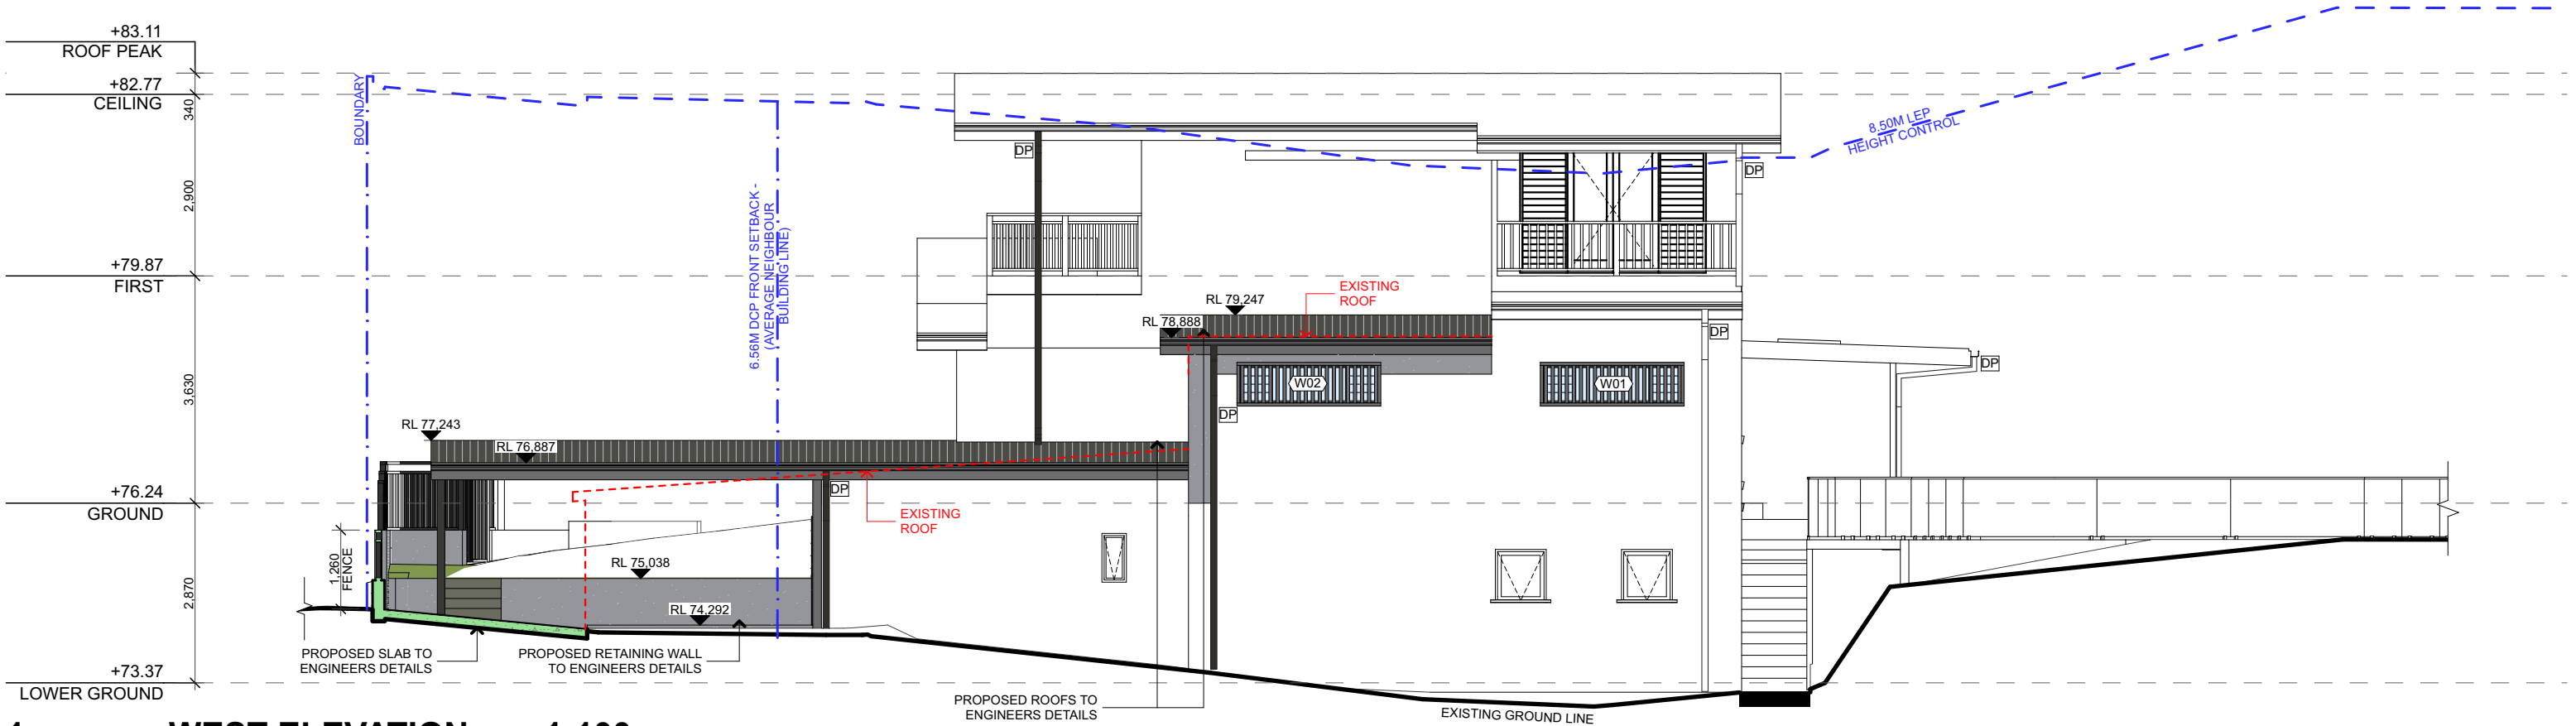 +83.11
ROOF PEAK
+82.77
CEILING
340
2,900
+79.87
FIRST
3,630
+76.24
GROUND
2,870
+73.37
LOWER GROUND
BOUNDARY
1,260
FENCE
6.56M DCP FRONT SETBACK -
(AVERAGE NEIGHBOUR
BUILDING LINE)
8.50M LEP
HEIGHT CONTROL
DP
DP
RL 79,247
EXISTING
ROOF
RL 78,888
DP
DP
W02
W01
DP
RL 77,243
RL 76,887
DP
EXISTING
ROOF
RL 75,038
RL 74,292
PROPOSED SLAB TO
ENGINEERS DETAILS
PROPOSED RETAINING WALL
TO ENGINEERS DETAILS
PROPOSED ROOFS TO
ENGINEERS DETAILS
EXISTING GROUND LINE
WEST ELEVATION
1:100